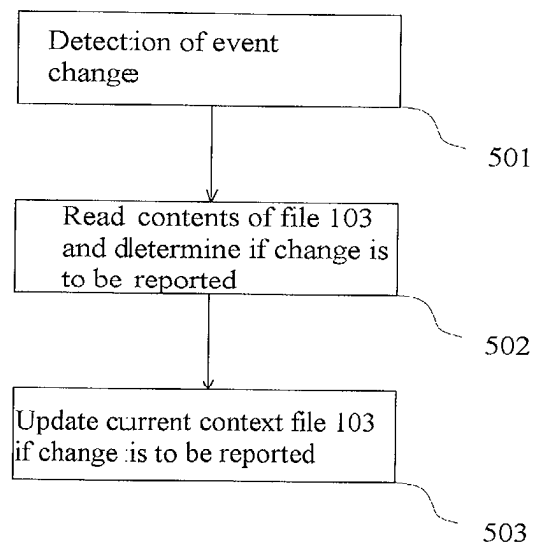 Detection of event
change
501
Read contents of file 103
and determine if change is
to be reported
502
Update current context file 103
if change is to be reported
503